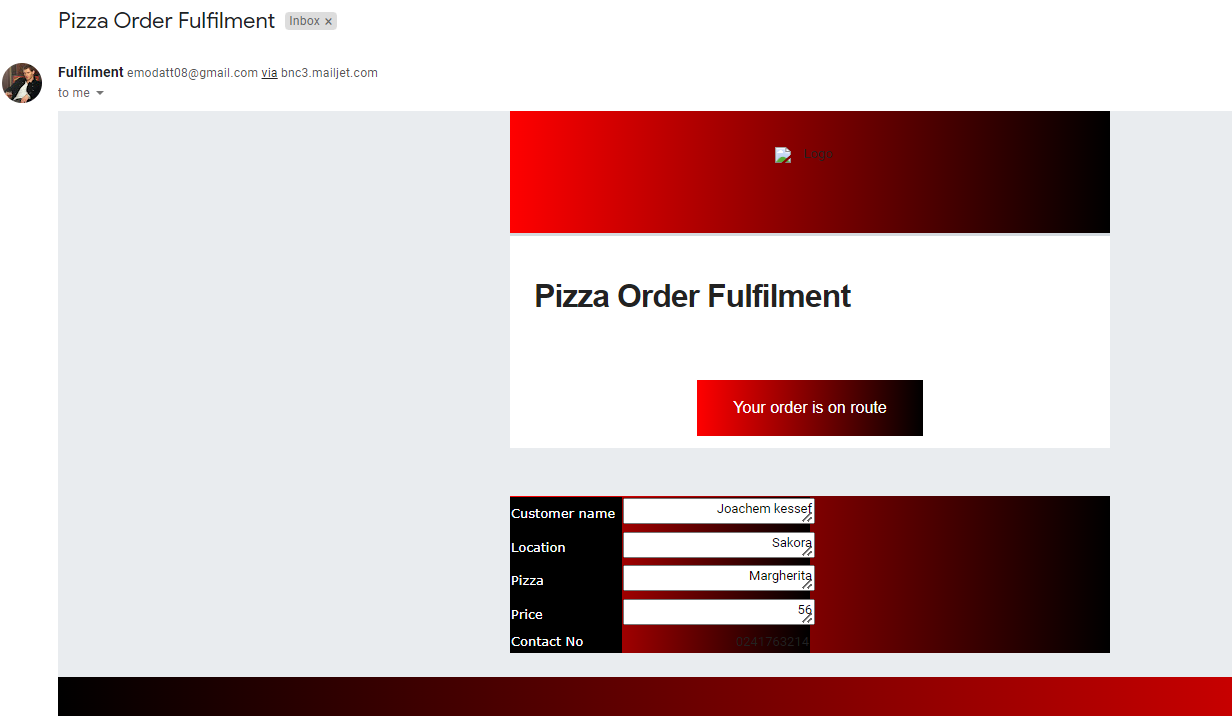 Pizza Order Fulfilment Inbox ×
Fulfilment emodatt08@gmail.com via bnc3.mailjet.com
to me
Logo
Pizza Order Fulfilment
Your order is on route
Customer name Joachem kessef
Location Sakora
Pizza Margherita
Price 56
Contact No 0241763214